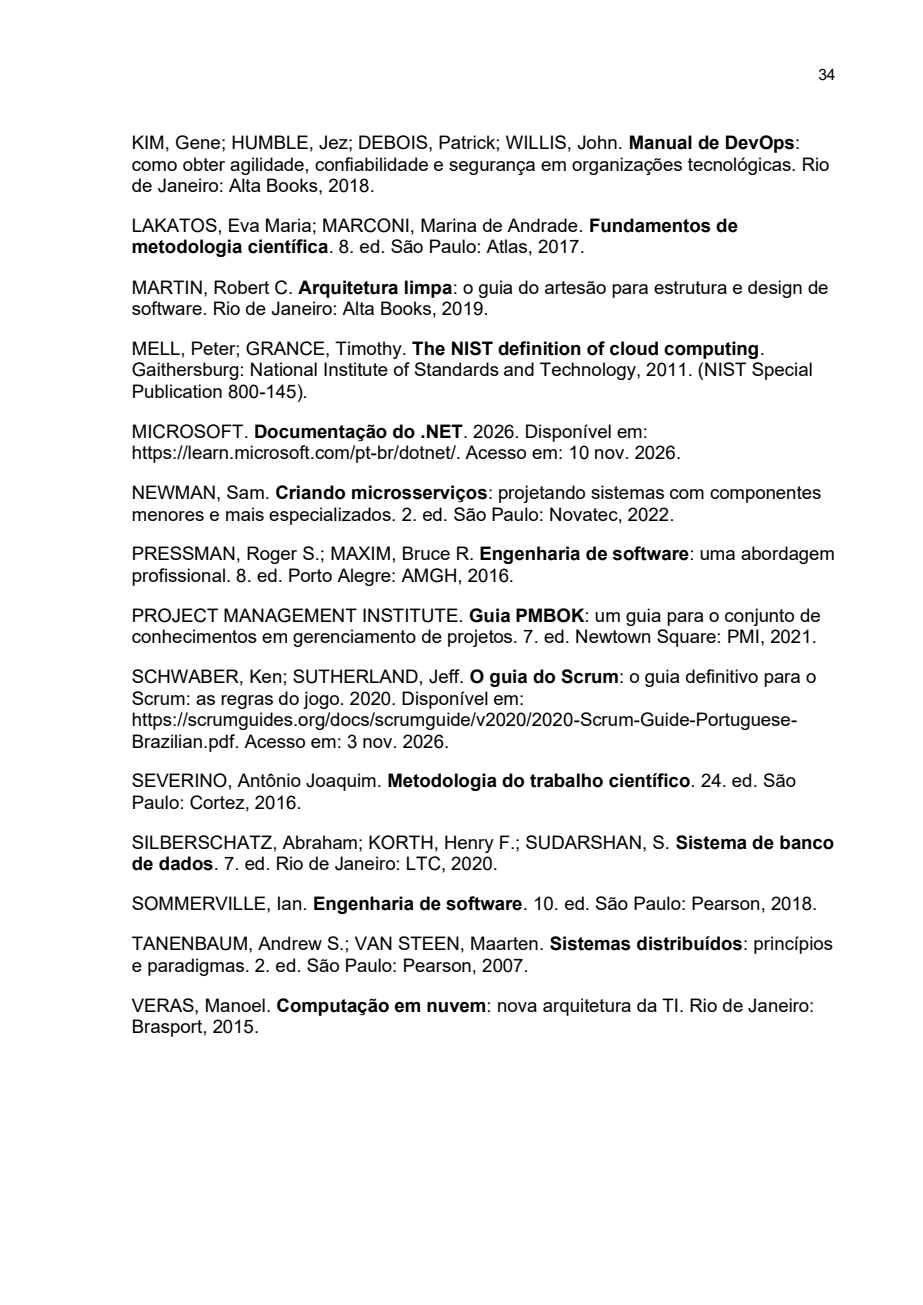 34
KIM, Gene; HUMBLE, Jez; DEBOIS, Patrick; WILLIS, John. Manual de DevOps:
como obter agilidade, confiabilidade e segurança em organizações tecnológicas. Rio
de Janeiro: Alta Books, 2018.
LAKATOS, Eva Maria; MARCONI, Marina de Andrade. Fundamentos de
metodologia científica. 8. ed. São Paulo: Atlas, 2017.
MARTIN, Robert C. Arquitetura limpa: o guia do artesão para estrutura e design de
software. Rio de Janeiro: Alta Books, 2019.
MELL, Peter; GRANCE, Timothy. The NIST definition of cloud computing.
Gaithersburg: National Institute of Standards and Technology, 2011. (NIST Special
Publication 800-145).
MICROSOFT. Documentação do .NET. 2026. Disponível em:
https://learn.microsoft.com/pt-br/dotnet/. Acesso em: 10 nov. 2026.
NEWMAN, Sam. Criando microsserviços: projetando sistemas com componentes
menores e mais especializados. 2. ed. São Paulo: Novatec, 2022.
PRESSMAN, Roger S.; MAXIM, Bruce R. Engenharia de software: uma abordagem
profissional. 8. ed. Porto Alegre: AMGH, 2016.
PROJECT MANAGEMENT INSTITUTE. Guia PMBOK: um guia para o conjunto de
conhecimentos em gerenciamento de projetos. 7. ed. Newtown Square: PMI, 2021.
SCHWABER, Ken; SUTHERLAND, Jeff. O guia do Scrum: o guia definitivo para o
Scrum: as regras do jogo. 2020. Disponível em:
https://scrumguides.org/docs/scrumguide/v2020/2020-Scrum-Guide-Portuguese-
Brazilian.pdf. Acesso em: 3 nov. 2026.
SEVERINO, Antônio Joaquim. Metodologia do trabalho científico. 24. ed. São
Paulo: Cortez, 2016.
SILBERSCHATZ, Abraham; KORTH, Henry F.; SUDARSHAN, S. Sistema de banco
de dados. 7. ed. Rio de Janeiro: LTC, 2020.
SOMMERVILLE, Ian. Engenharia de software. 10. ed. São Paulo: Pearson, 2018.
TANENBAUM, Andrew S.; VAN STEEN, Maarten. Sistemas distribuídos: princípios
e paradigmas. 2. ed. São Paulo: Pearson, 2007.
VERAS, Manoel. Computação em nuvem: nova arquitetura da TI. Rio de Janeiro:
Brasport, 2015.